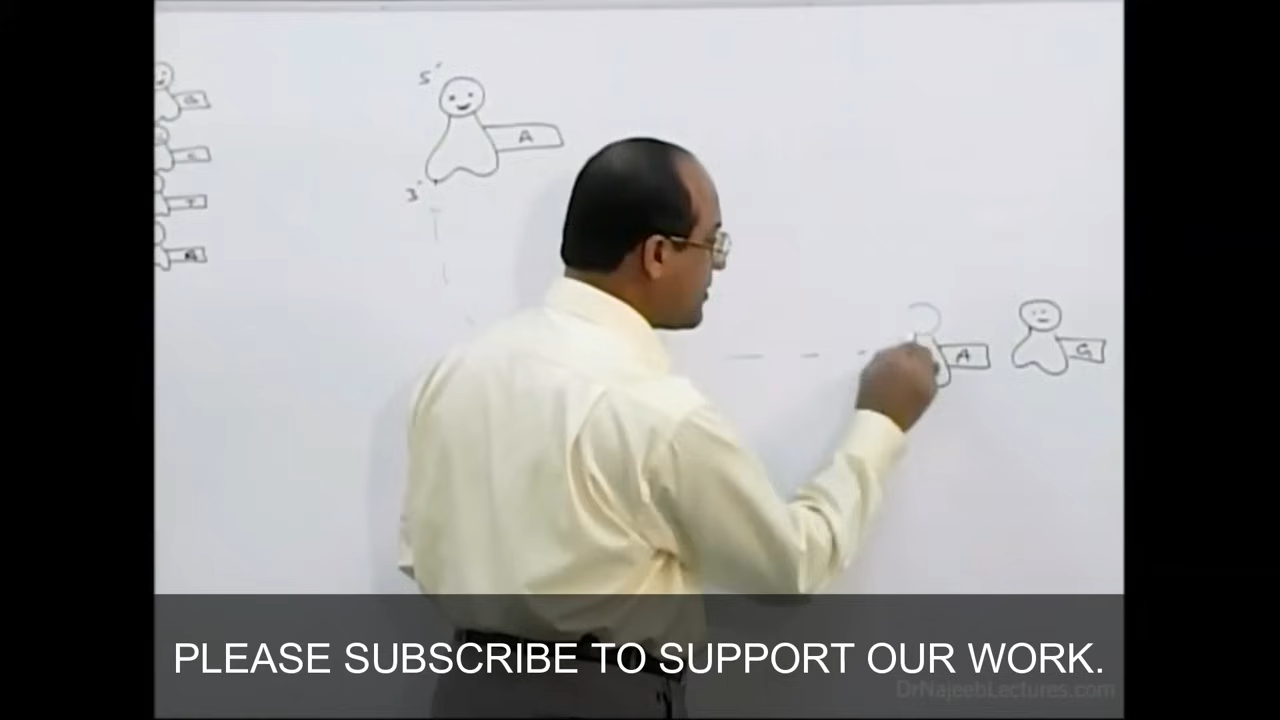 5'
A
3'
G
C
T
A
A
G
PLEASE SUBSCRIBE TO SUPPORT OUR WORK.
DrNajeebLectures.com